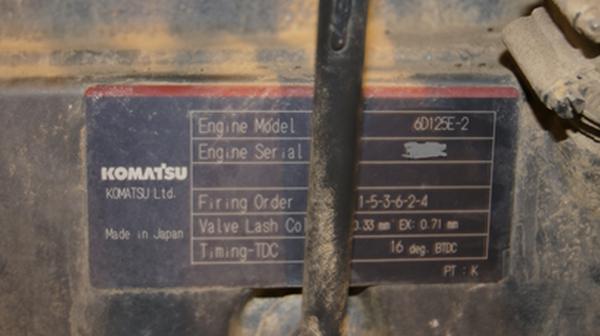 Engine Model 6D125E-2
Engine Serial
KOMATSU
KOMATSU Ltd.
Firing Order 1-5-3-6-2-4
Valve Lash Co 0.33 mm EX: 0.71 mm
Made in Japan
Timing-TDC 16 deg. BTDC
PT : K